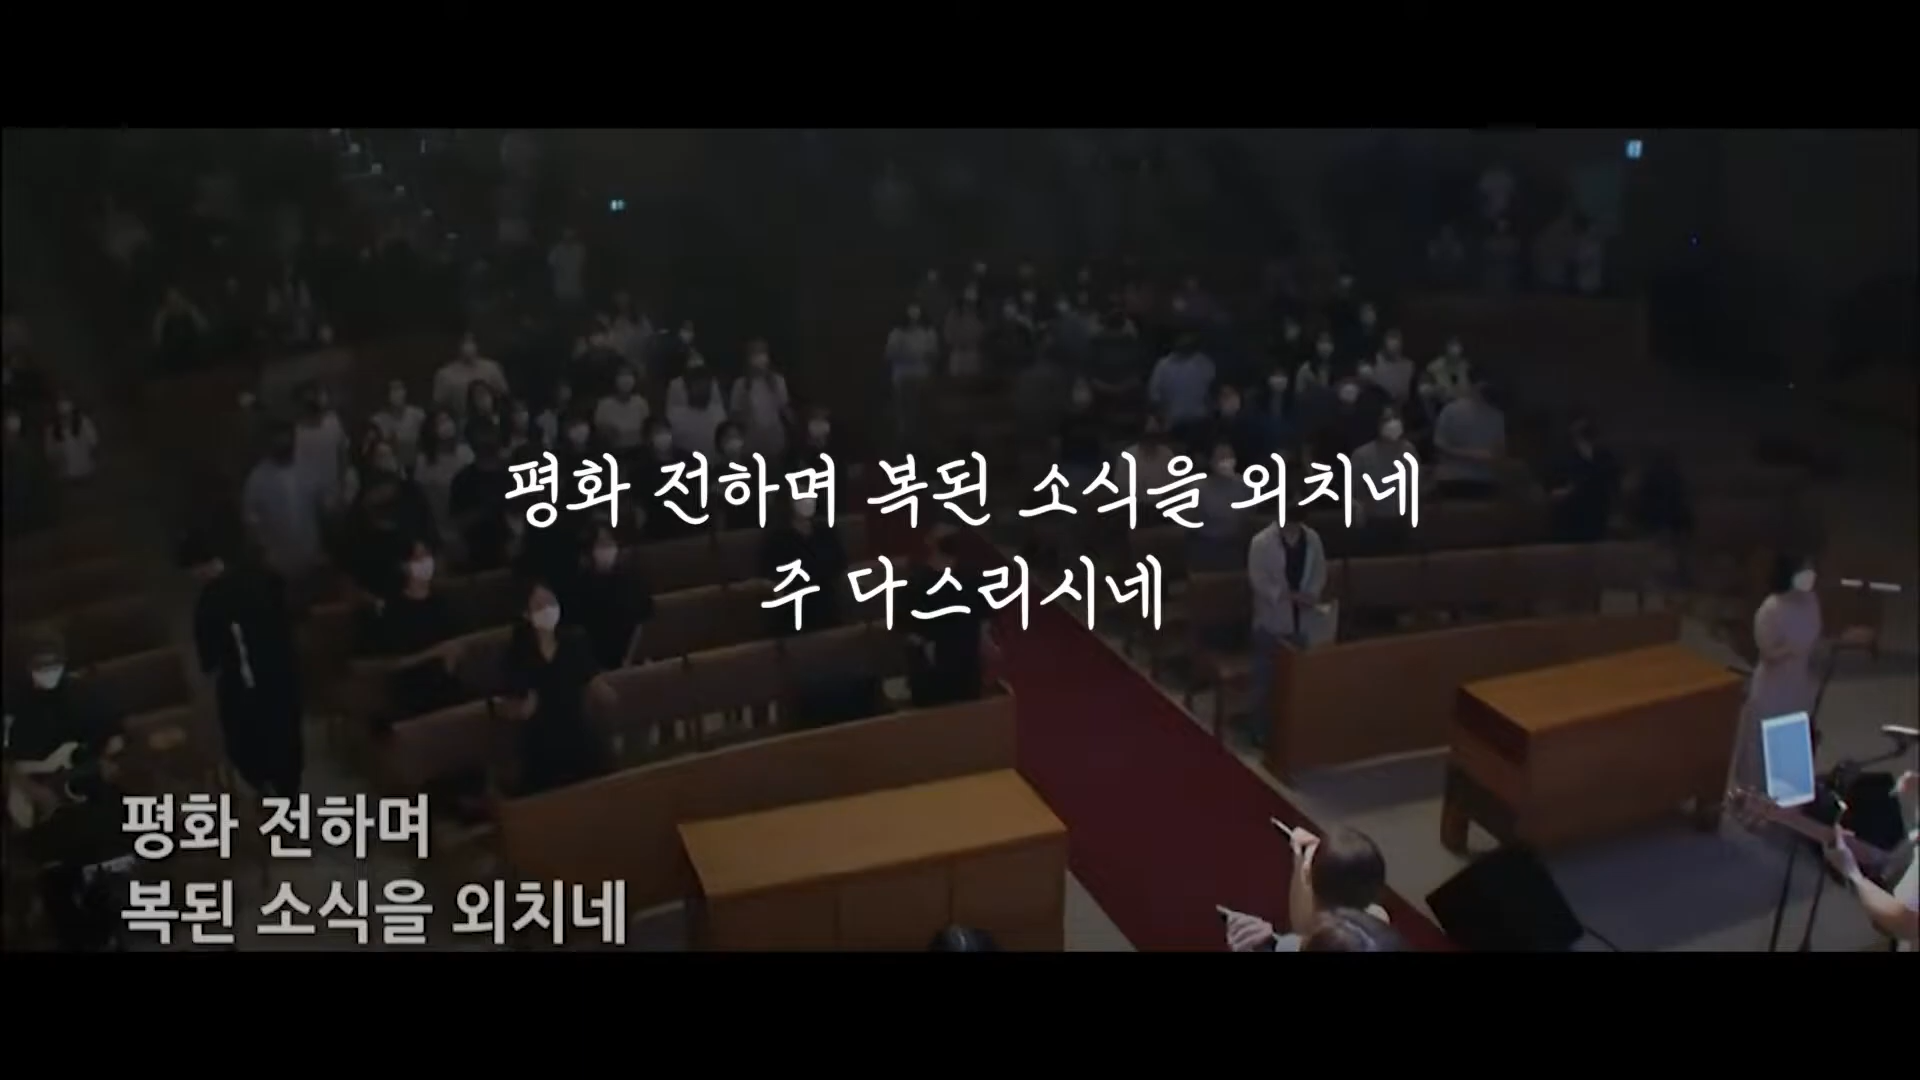 평화 전하며 복된 소식을 외치네
주 다스리시네
평화 전하며
복된 소식을 외치네